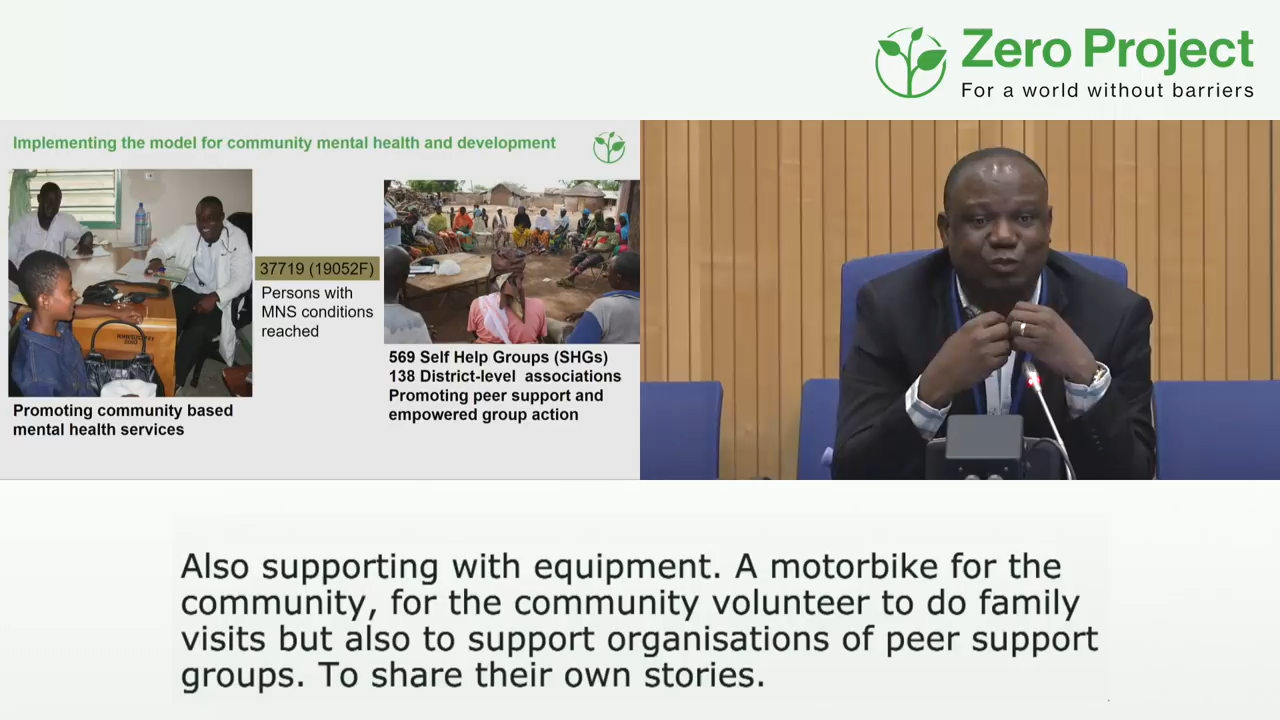 Zero Project
For a world without barriers
Implementing the model for community mental health and development
37719 (19052F)
Persons with
MNS conditions
reached
Promoting community based
mental health services
569 Self Help Groups (SHGs)
138 District-level associations
Promoting peer support and
empowered group action
Also supporting with equipment. A motorbike for the
community, for the community volunteer to do family
visits but also to support organisations of peer support
groups. To share their own stories.